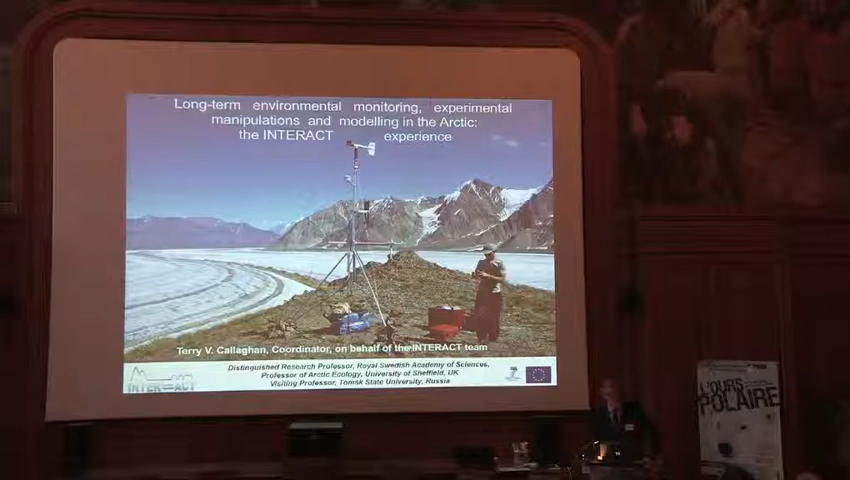 Long-term environmental monitoring, experimental
manipulations and modelling in the Arctic:
the INTERACT experience
Terry V. Callaghan, Coordinator, on behalf of the INTERACT team
Distinguished Research Professor, Royal Swedish Academy of Sciences,
Professor of Arctic Ecology, University of Sheffield, UK
Visiting Professor, Tomsk State University, Russia
INTERACT
L'OURS
POLAIRE